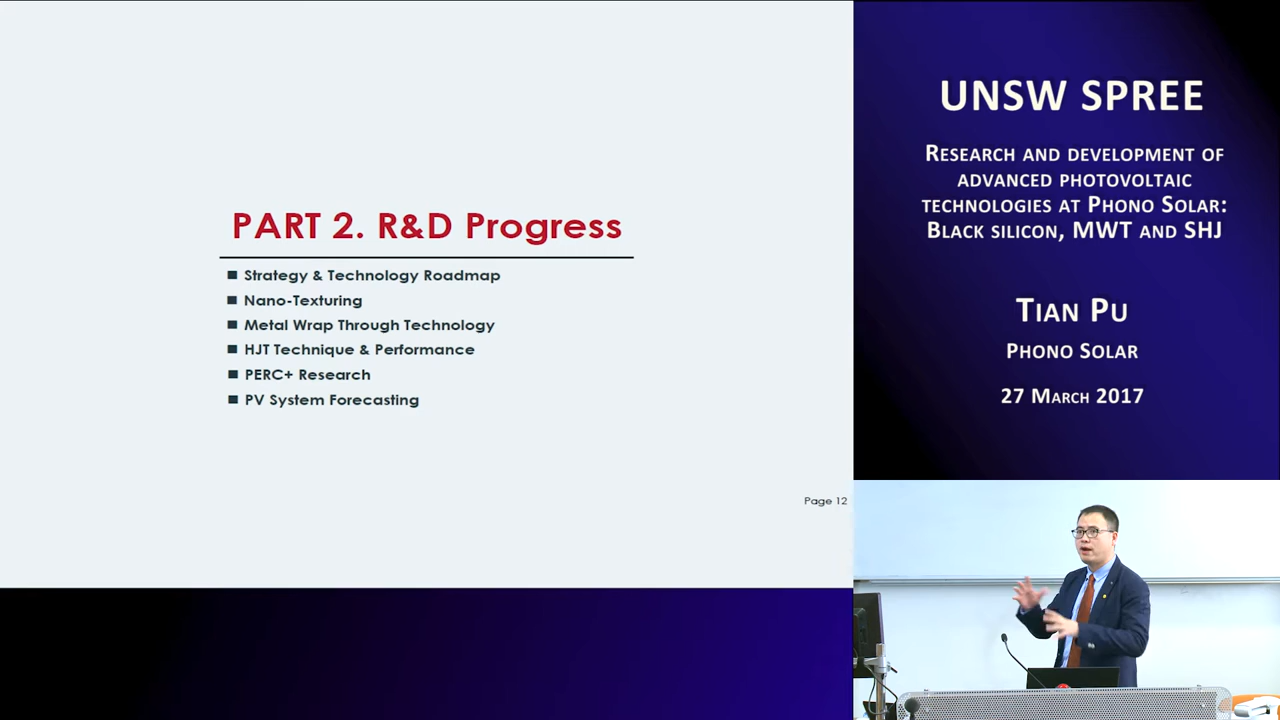 PART 2. R&D Progress
Strategy & Technology Roadmap
Nano-Texturing
Metal Wrap Through Technology
HJT Technique & Performance
PERC+ Research
PV System Forecasting
Page 12
UNSW SPREE
Research and development of
advanced photovoltaic
technologies at Phono Solar:
Black silicon, MWT and SHJ
Tian Pu
Phono Solar
27 March 2017